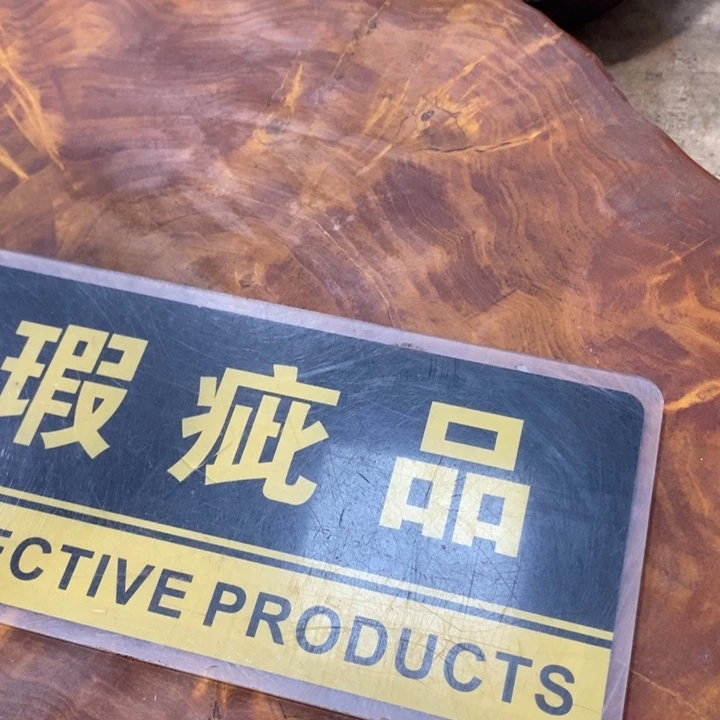 瑕疵品
ECTIVE PRODUCTS